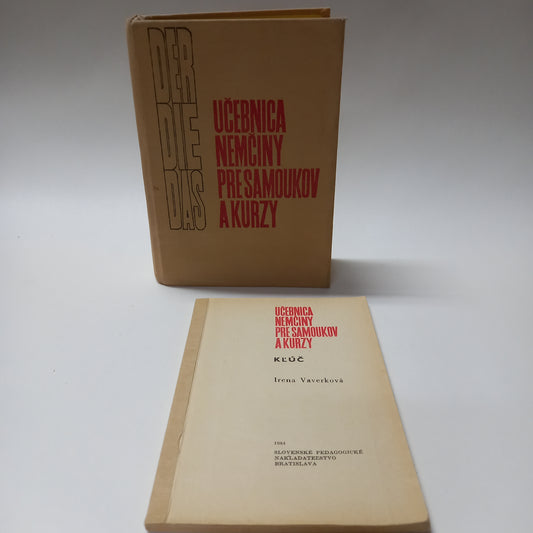 DER
DIE
DAS
UČEBNICA
NEMČINY
PRE SAMOUKOV
A KURZY
UČEBNICA
NEMČINY
PRE SAMOUKOV
A KURZY
KĽÚČ
Irena Vaverková
1984
SLOVENSKÉ PEDAGOGICKÉ
NAKLADATEĽSTVO
BRATISLAVA